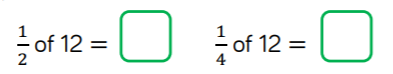 1/2 of 12 = 1/4 of 12 =